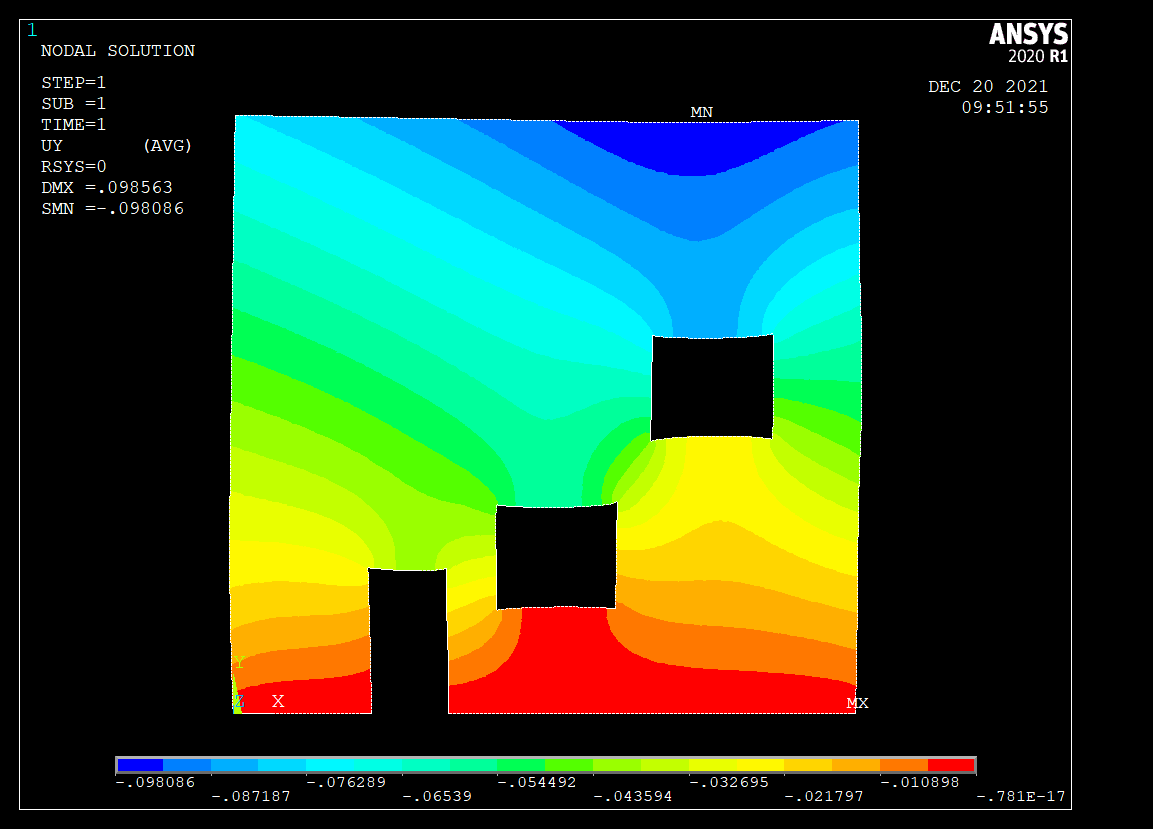 1
ANSYS
2020 R1
NODAL SOLUTION
STEP=1
SUB =1
TIME=1
UY (AVG)
RSYS=0
DMX =.098563
SMN =-.098086
DEC 20 2021
09:51:55
MN
Y
Z X
MX
-.098086 -.076289 -.054492 -.032695 -.010898
-.087187 -.06539 -.043594 -.021797 -.781E-17